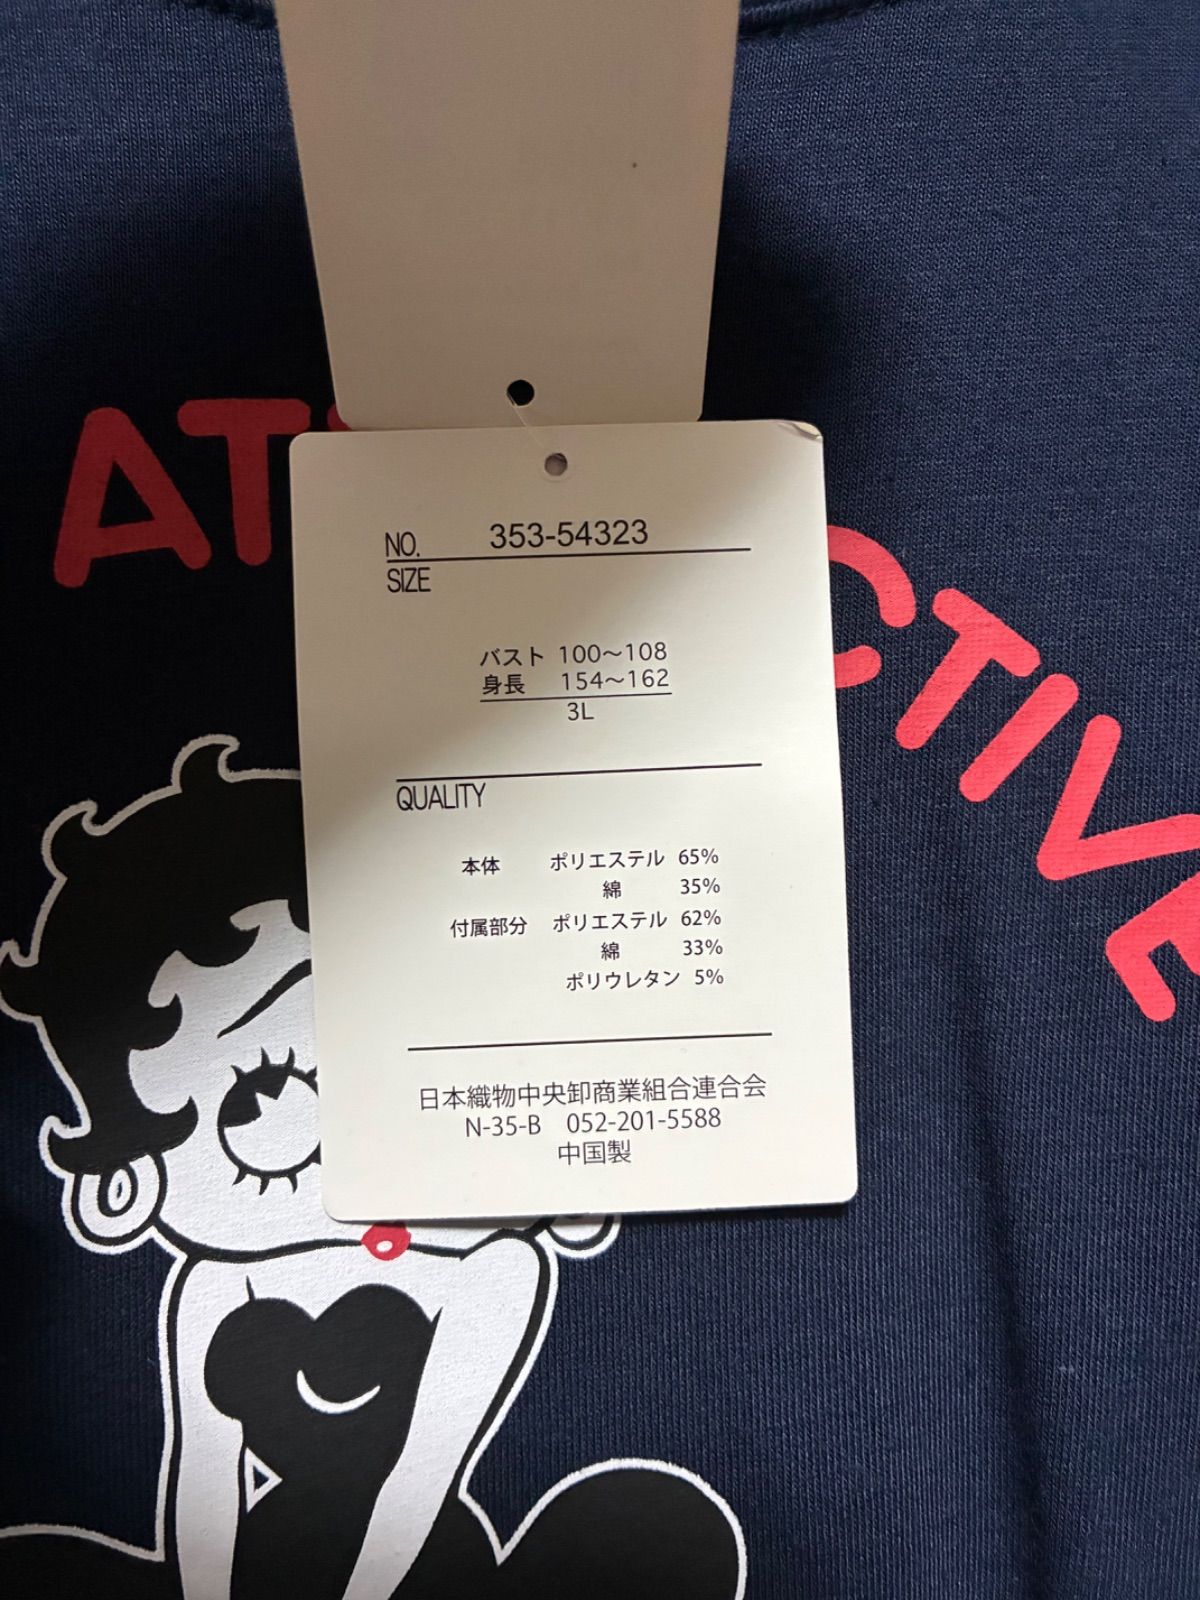 AT CTIVE
NO. 353-54323
SIZE
バスト 100～108
身長 154～162
3L
QUALITY
本体 ポリエステル 65%
綿 35%
付属部分 ポリエステル 62%
綿 33%
ポリウレタン 5%
日本織物中央卸商業組合連合会
N-35-B 052-201-5588
中国製